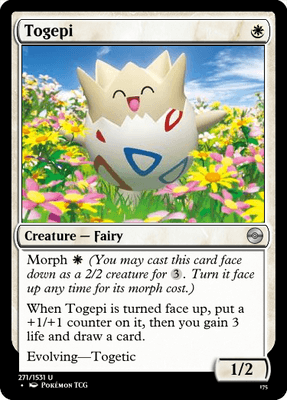 Togepi
Creature — Fairy
Morph (You may cast this card face
down as a 2/2 creature for 3. Turn it face
up any time for its morph cost.)
When Togepi is turned face up, put a
+1/+1 counter on it, then you gain 3
life and draw a card.
Evolving—Togetic
1/2
271/1531 U
• POKÉMON TCG